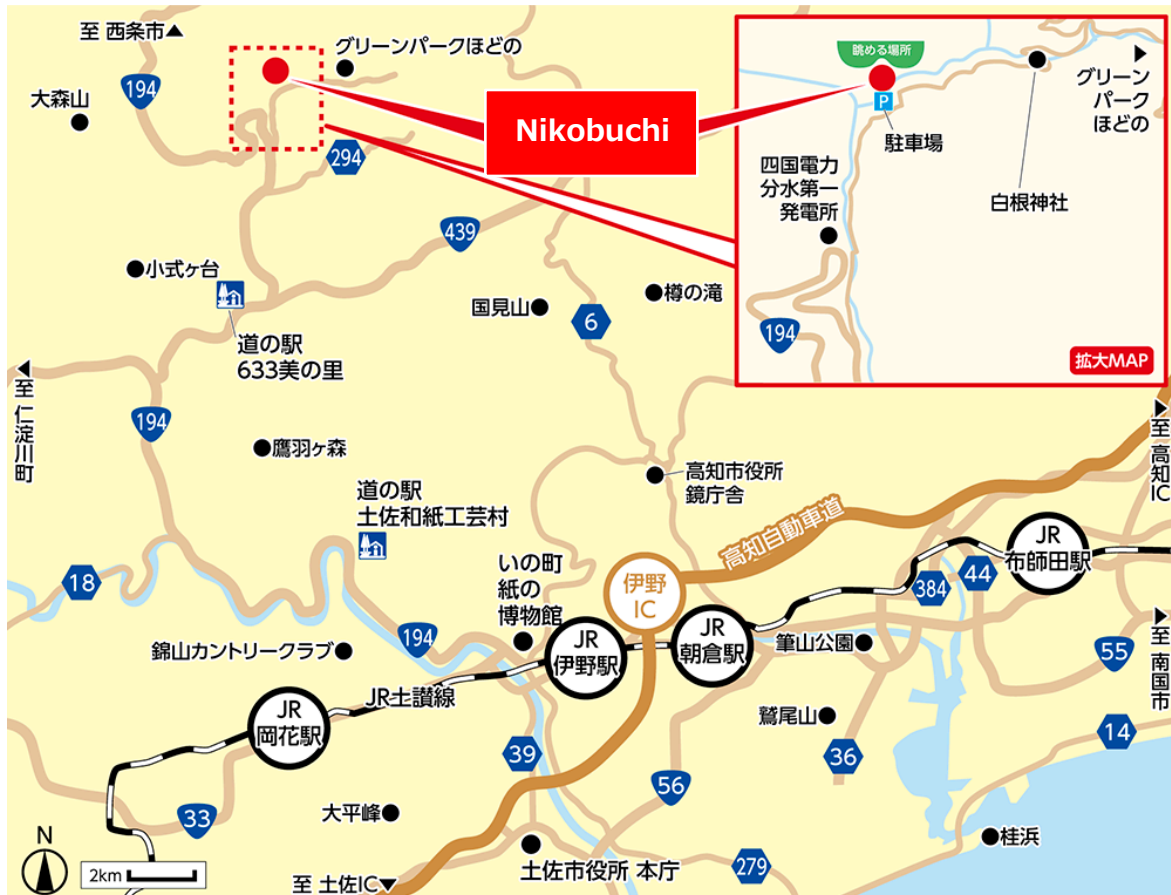 至 西条市▲
グリーンパークほどの
194
大森山
294
Nikobuchi
眺める場所
P
駐車場
グリーン
パーク
ほどの
白根神社
四国電力
分水第一
発電所
194
拡大MAP
439
小式ヶ台
国見山
樽の滝
6
道の駅
633美の里
◀至 仁淀川町
194
鷹羽ヶ森
高知市役所
鏡庁舎
▶至 高知IC
道の駅
土佐和紙工芸村
高知自動車道
18
いの町
紙の
博物館
伊野
IC
384
44
JR
布師田駅
194
錦山カントリークラブ
JR
伊野駅
JR
朝倉駅
筆山公園
55
▶至 南国市
JR土讃線
JR
岡花駅
鷲尾山
14
39
36
56
33
大平峰
土佐市役所 本庁
279
桂浜
N
2km
至 土佐IC▼